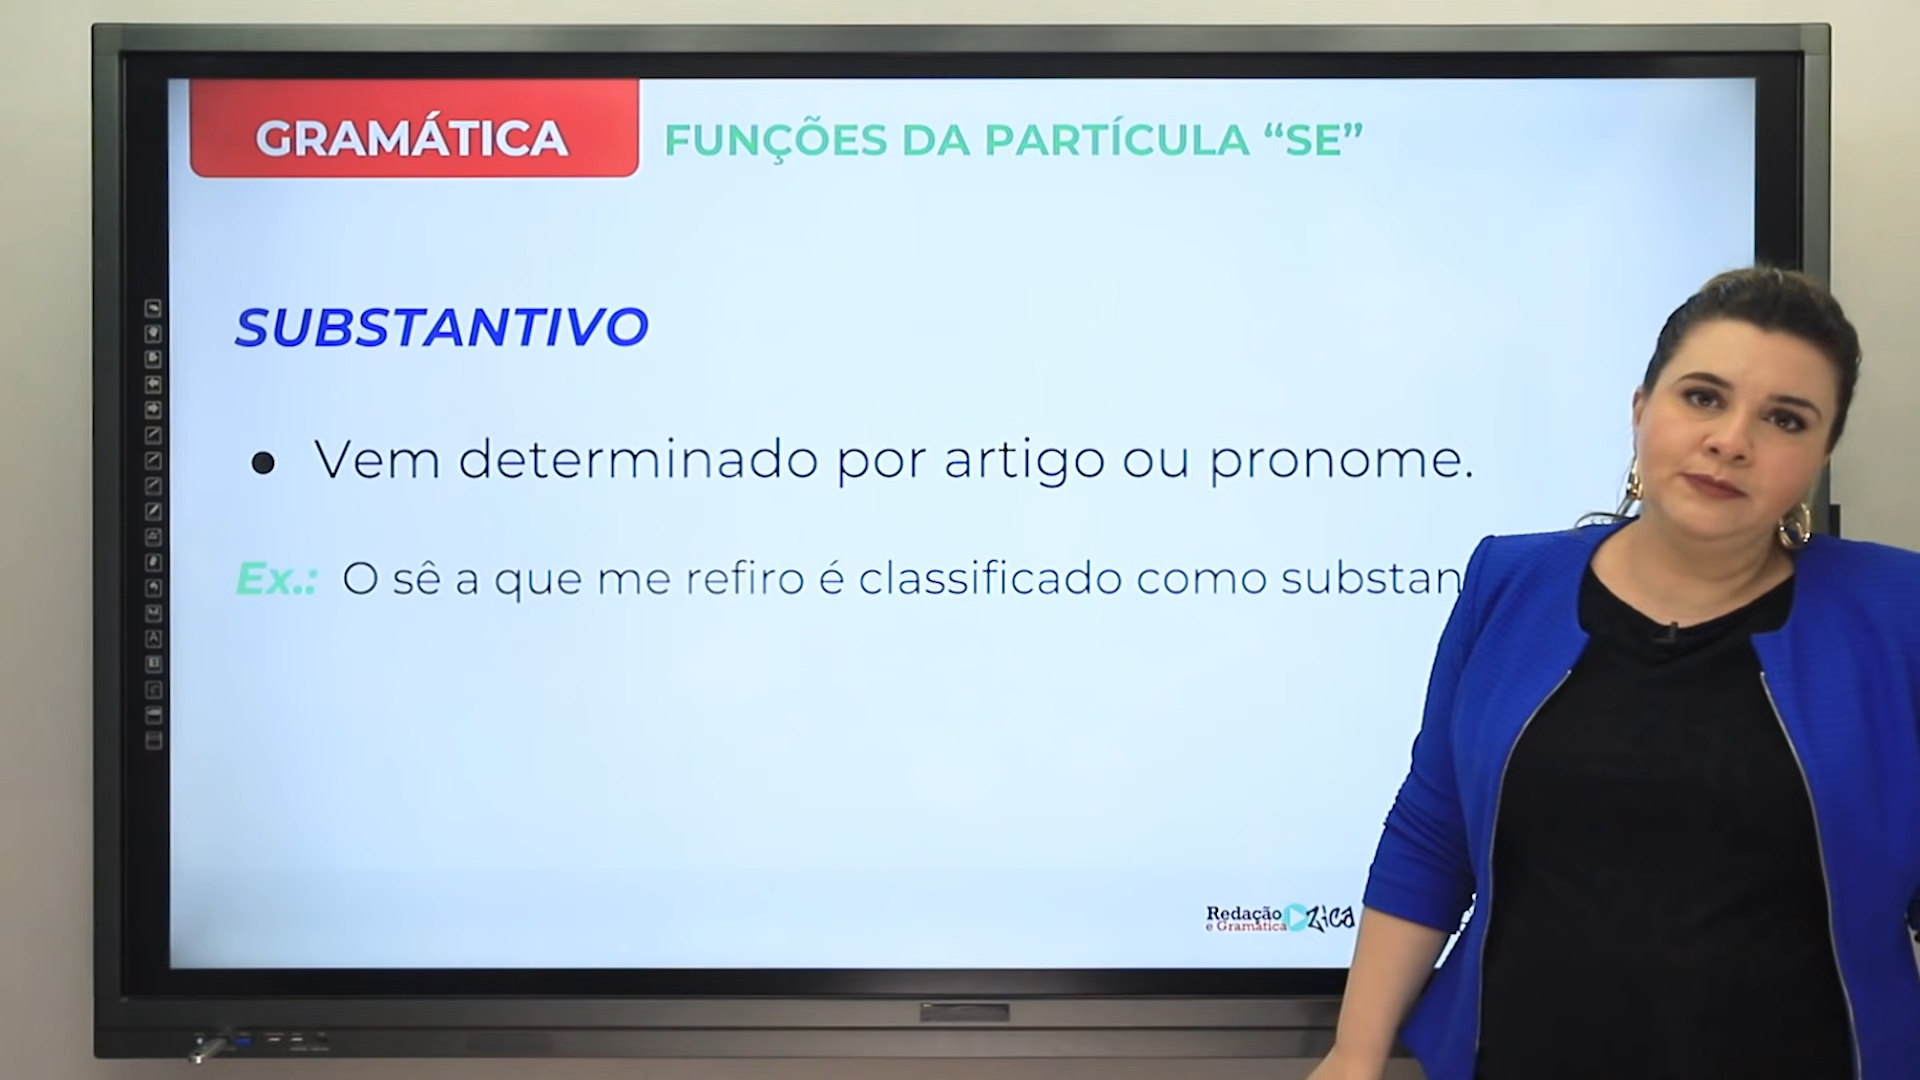 GRAMÁTICA
FUNÇÕES DA PARTÍCULA “SE”
SUBSTANTIVO
● Vem determinado por artigo ou pronome.
Ex.: O sê a que me refiro é classificado como substan
Redação
e Gramática
Zica